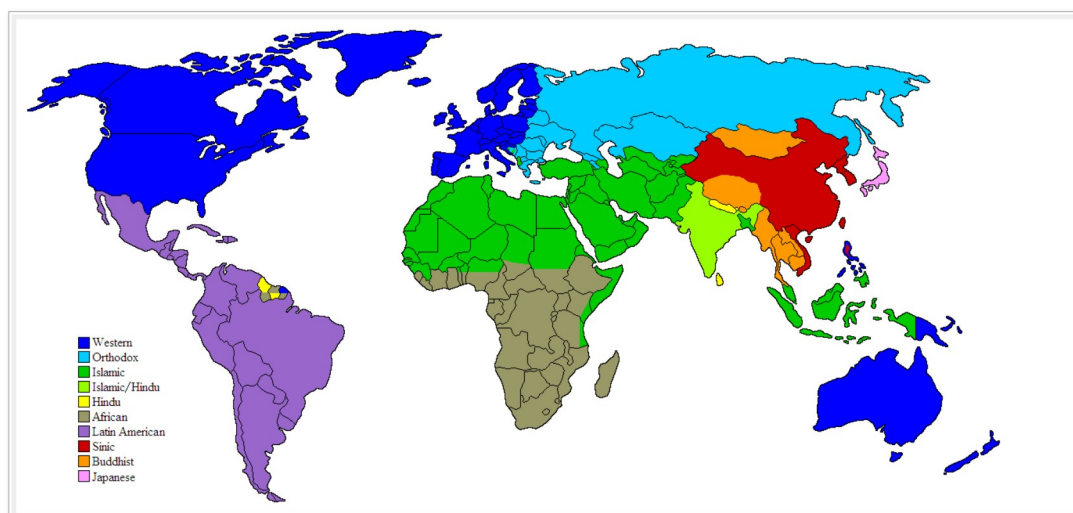 Western
Orthodox
Islamic
Islamic/Hindu
Hindu
African
Latin American
Sinic
Buddhist
Japanese